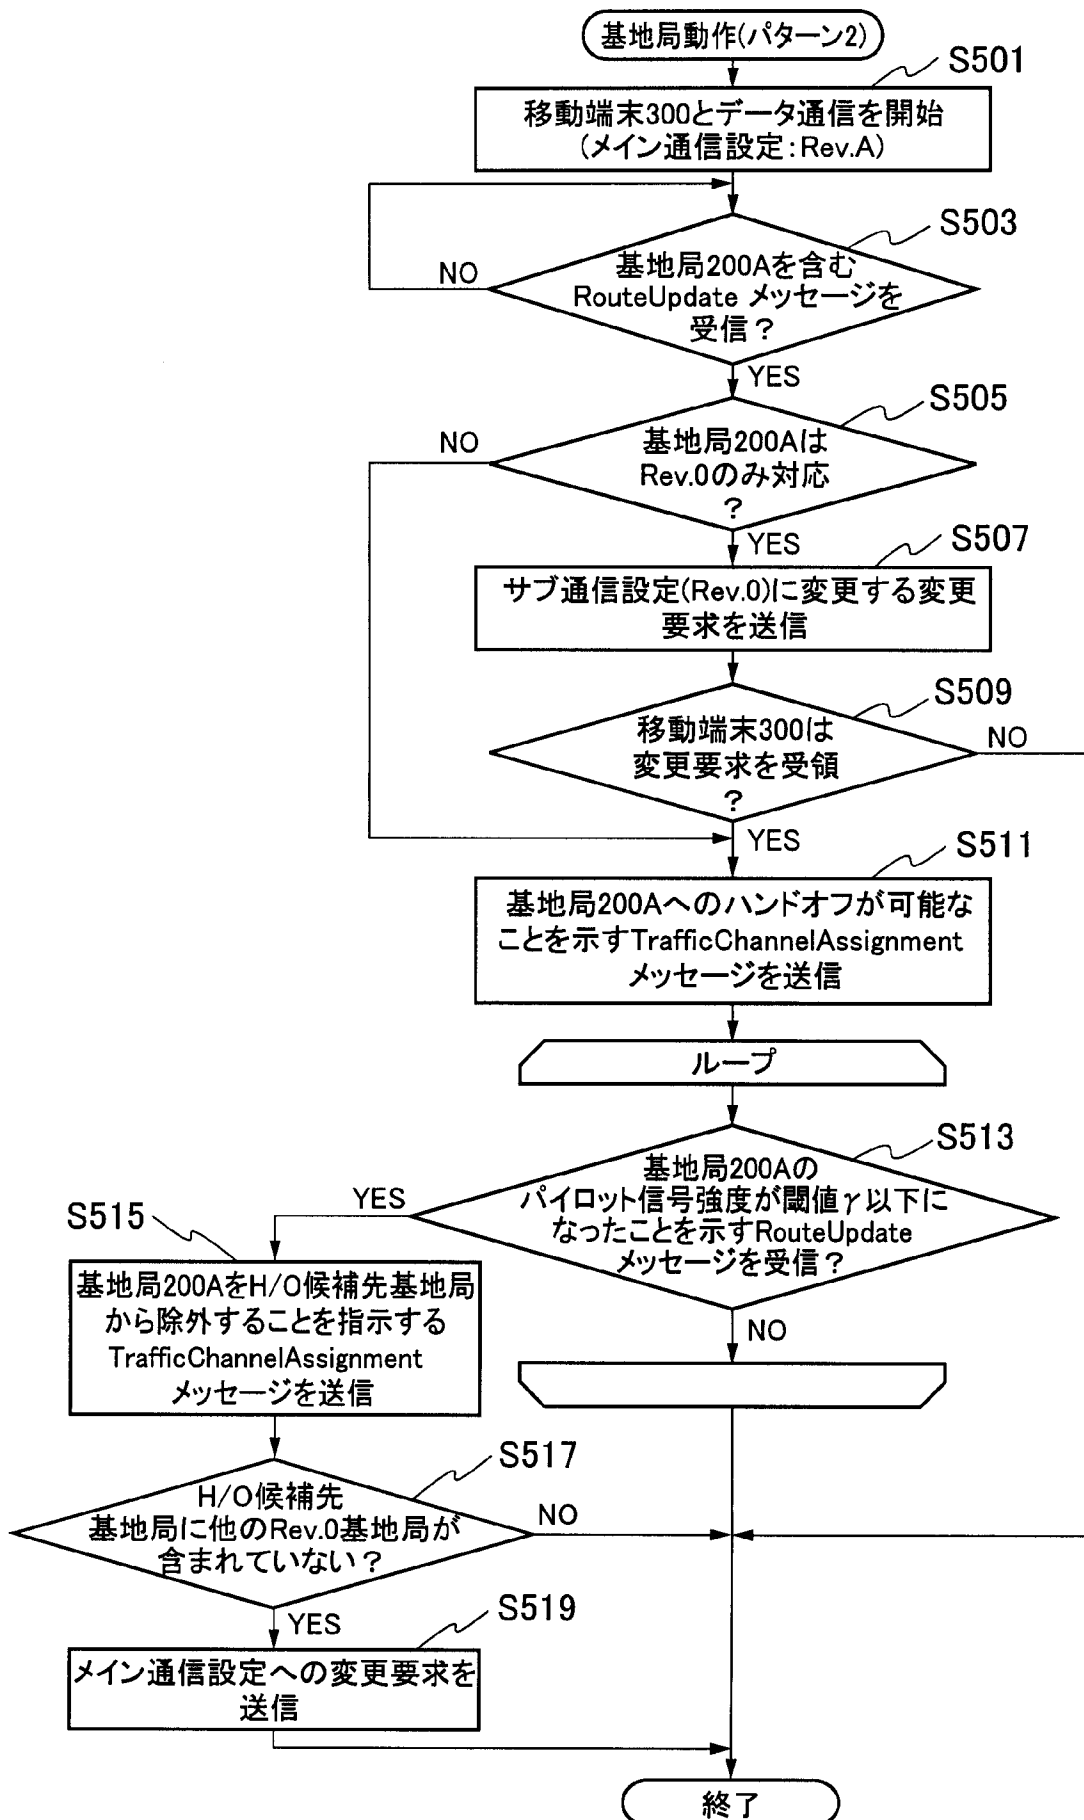 基地局動作(パターン2)
S501
移動端末300とデータ通信を開始
(メイン通信設定:Rev.A)
S503
基地局200Aを含む
RouteUpdate メッセージを
受信?
NO
YES
S505
基地局200Aは
Rev.0のみ対応
?
NO
YES
S507
サブ通信設定(Rev.0)に変更する変更
要求を送信
S509
移動端末300は
変更要求を受領
?
NO
YES
S511
基地局200Aへのハンドオフが可能な
ことを示すTrafficChannelAssignment
メッセージを送信
ループ
S513
基地局200Aの
パイロット信号強度が閾値γ以下に
なったことを示すRouteUpdate
メッセージを受信?
YES
NO
S515
基地局200AをH/O候補先基地局
から除外することを指示する
TrafficChannelAssignment
メッセージを送信
S517
H/O候補先
基地局に他のRev.0基地局が
含まれていない?
NO
YES
S519
メイン通信設定への変更要求を
送信
終了